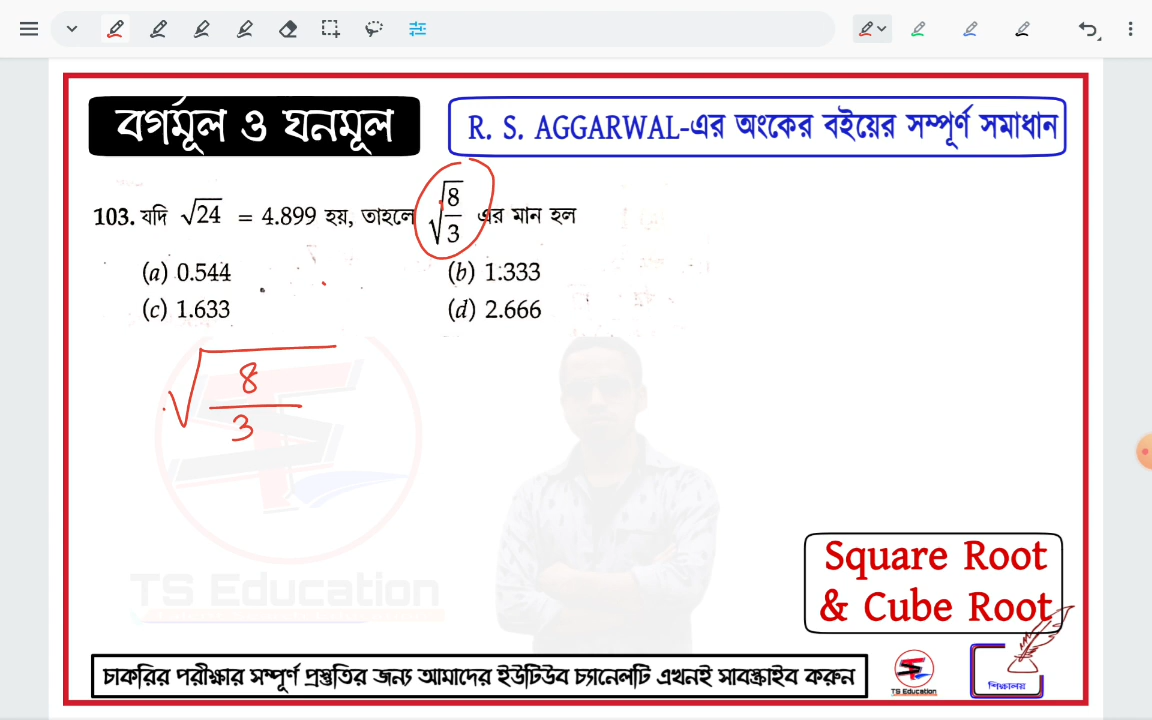 বর্গমূল ও ঘনমূল
R. S. AGGARWAL-এর অংকের বইয়ের সম্পূর্ণ সমাধান
103. যদি √24 = 4.899 হয়, তাহলে √(8/3) এর মান হল
(a) 0.544 (b) 1.333
(c) 1.633 (d) 2.666
√(8/3)
TS Education
Square Root
& Cube Root
চাকরির পরীক্ষার সম্পূর্ণ প্রস্তুতির জন্য আমাদের ইউটিউব চ্যানেলটি এখনই সাবস্ক্রাইব করুন
TS Education
শিক্ষালয়